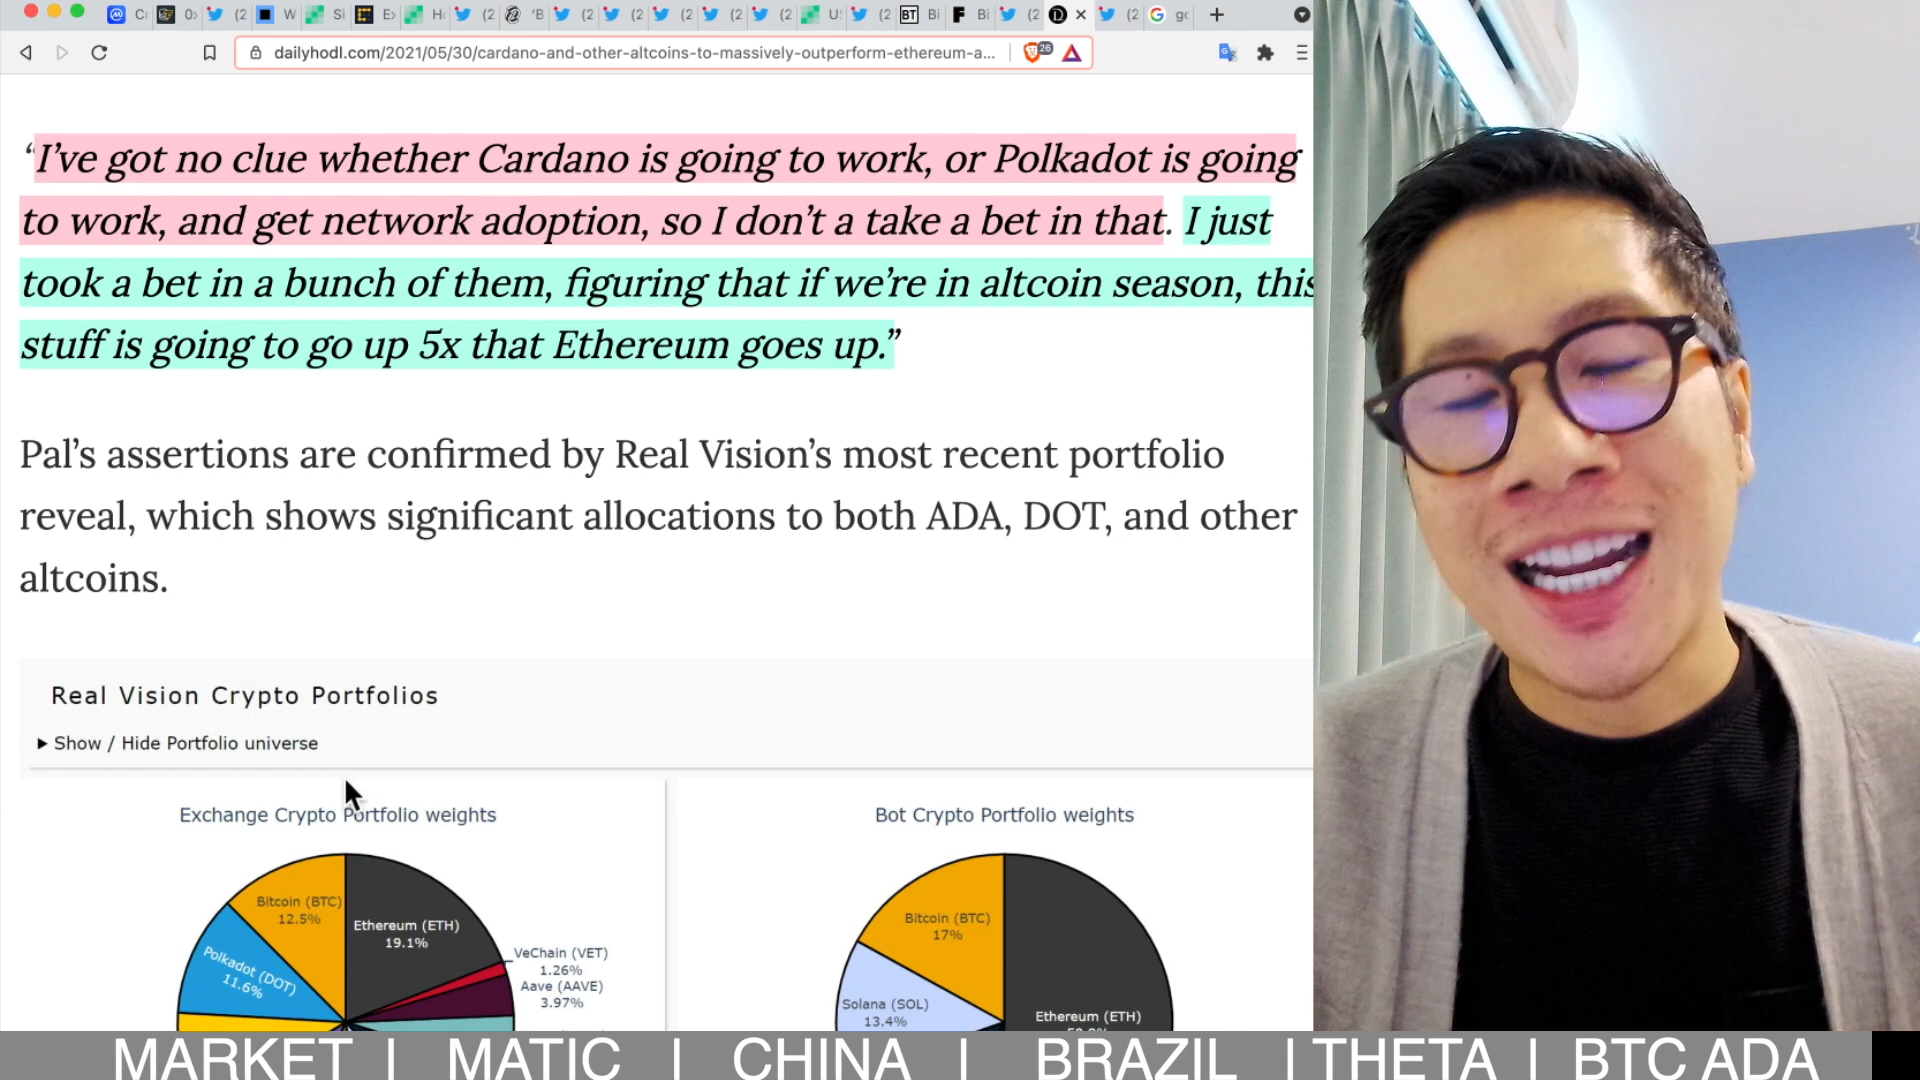 dailyhodl.com/2021/05/30/cardano-and-other-altcoins-to-massively-outperform-ethereum-a...
26
“I’ve got no clue whether Cardano is going to work, or Polkadot is going
to work, and get network adoption, so I don’t a take a bet in that. I just
took a bet in a bunch of them, figuring that if we’re in altcoin season, this
stuff is going to go up 5x that Ethereum goes up.”
Pal’s assertions are confirmed by Real Vision’s most recent portfolio
reveal, which shows significant allocations to both ADA, DOT, and other
altcoins.
Real Vision Crypto Portfolios
Show / Hide Portfolio universe
Exchange Crypto Portfolio weights
Bitcoin (BTC)
12.5%
Ethereum (ETH)
19.1%
Polkadot (DOT)
11.6%
VeChain (VET)
1.26%
Aave (AAVE)
3.97%
Bot Crypto Portfolio weights
Bitcoin (BTC)
17%
Solana (SOL)
13.4%
Ethereum (ETH)
MARKET | MATIC | CHINA | BRAZIL | THETA | BTC ADA